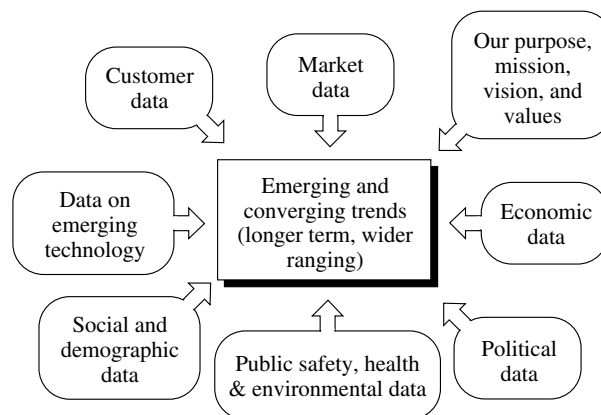 Customer
data
Market
data
Our purpose,
mission,
vision, and
values
Data on
emerging
technology
Emerging and
converging trends
(longer term, wider
ranging)
Economic
data
Social and
demographic
data
Public safety, health
& environmental data
Political
data